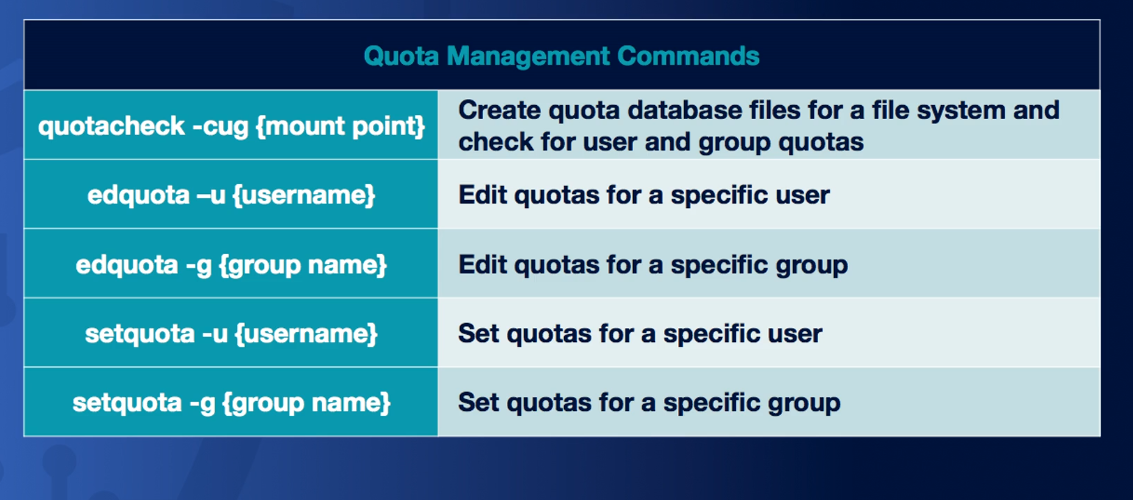 Quota Management Commands
quotacheck -cug {mount point}
Create quota database files for a file system and
check for user and group quotas
edquota –u {username}
Edit quotas for a specific user
edquota -g {group name}
Edit quotas for a specific group
setquota -u {username}
Set quotas for a specific user
setquota -g {group name}
Set quotas for a specific group